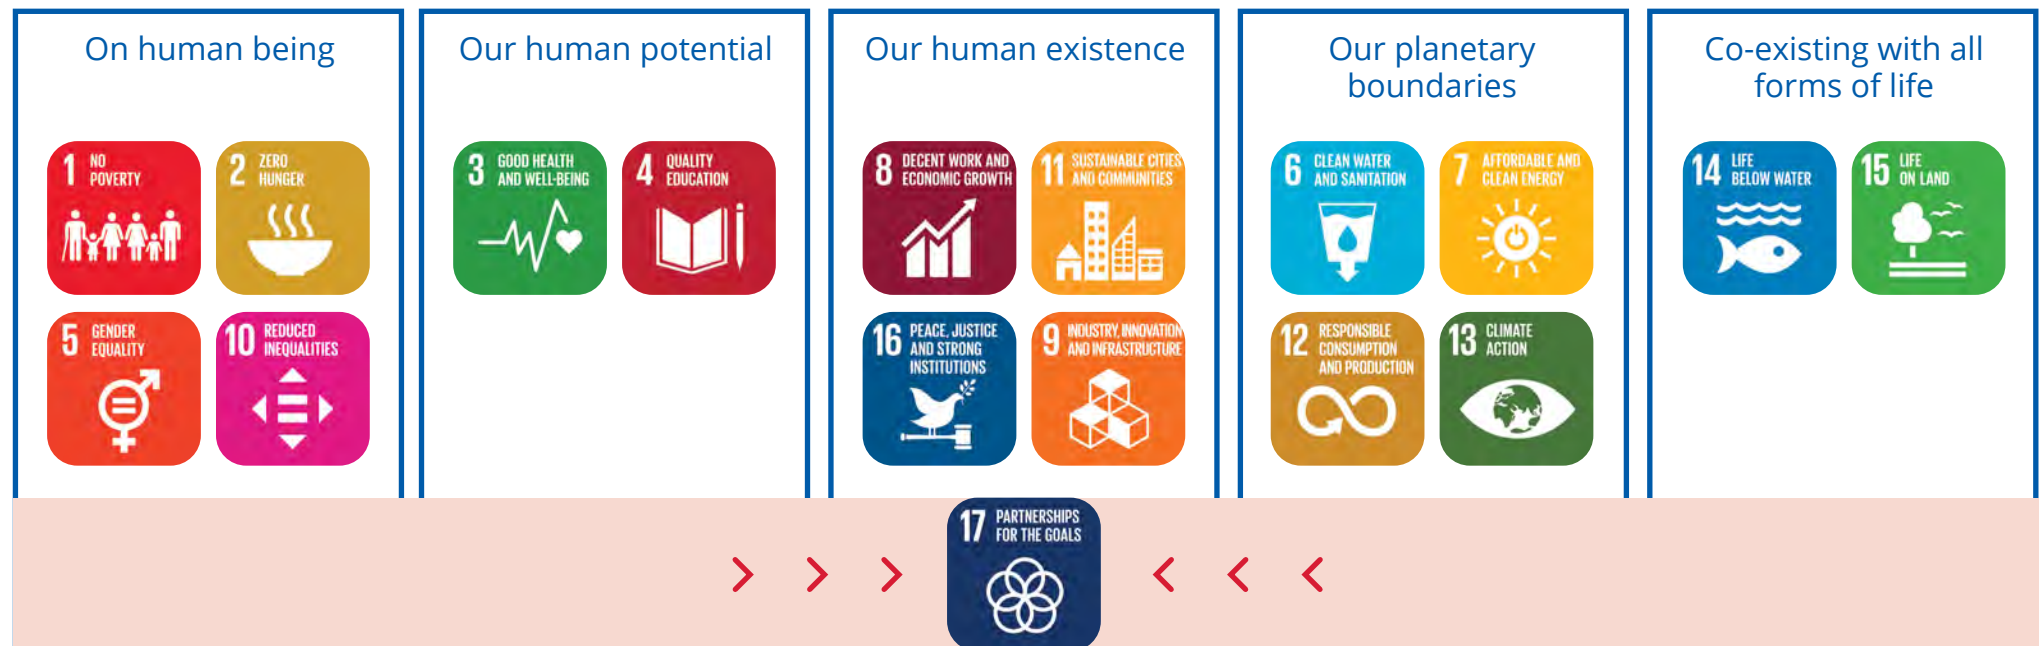 On human being
1 NO
POVERTY
2 ZERO
HUNGER
5 GENDER
EQUALITY
10 REDUCED
INEQUALITIES
Our human potential
3 GOOD HEALTH
AND WELL-BEING
4 QUALITY
EDUCATION
Our human existence
8 DECENT WORK AND
ECONOMIC GROWTH
11 SUSTAINABLE CITIES
AND COMMUNITIES
16 PEACE, JUSTICE
AND STRONG
INSTITUTIONS
9 INDUSTRY, INNOVATION
AND INFRASTRUCTURE
Our planetary
boundaries
6 CLEAN WATER
AND SANITATION
7 AFFORDABLE AND
CLEAN ENERGY
12 RESPONSIBLE
CONSUMPTION
AND PRODUCTION
13 CLIMATE
ACTION
Co-existing with all
forms of life
14 LIFE
BELOW WATER
15 LIFE
ON LAND
17 PARTNERSHIPS
FOR THE GOALS